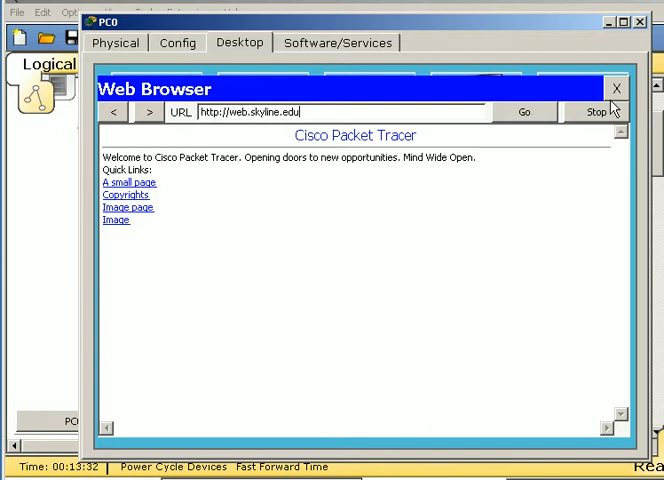 File Edit
PC0
Physical Config Desktop Software/Services
Logical
Web Browser X
< > URL http://web.skyline.edu Go Stop
Cisco Packet Tracer
Welcome to Cisco Packet Tracer. Opening doors to new opportunities. Mind Wide Open.
Quick Links:
A small page
Copyrights
Image page
Image
Time: 00:13:32 Power Cycle Devices Fast Forward Time